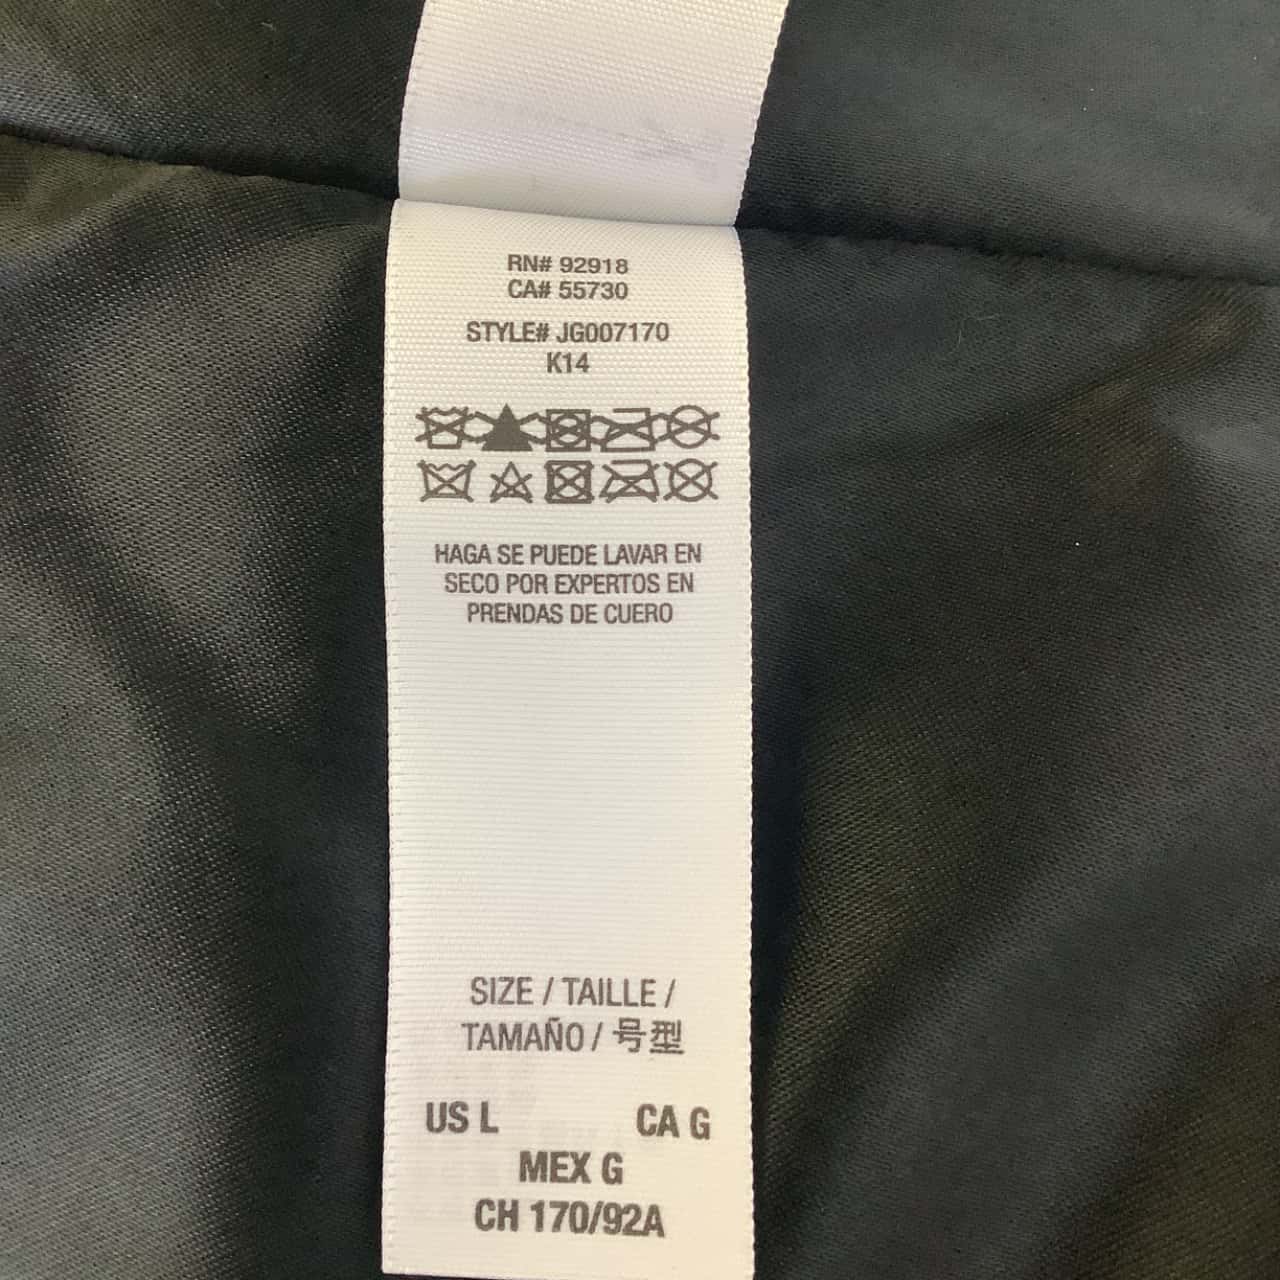 RN# 92918
CA# 55730
STYLE# JG007170
K14
HAGA SE PUEDE LAVAR EN
SECO POR EXPERTOS EN
PRENDAS DE CUERO
SIZE / TAILLE /
TAMAÑO / 号型
US L CA G
MEX G
CH 170/92A